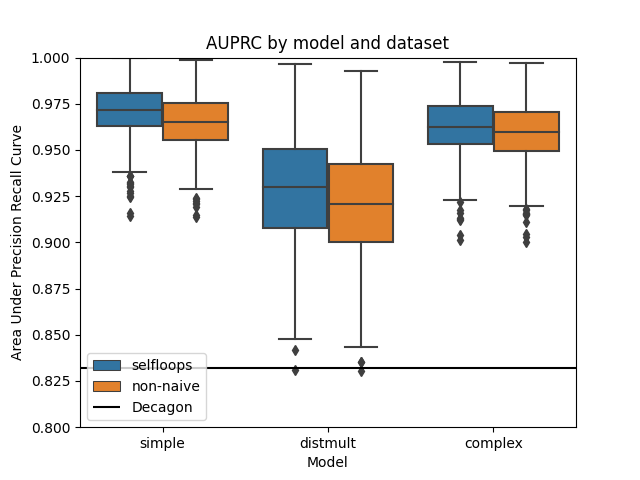 AUPRC by model and dataset
Area Under Precision Recall Curve
1.000
0.975
0.950
0.925
0.900
0.875
0.850
0.825
0.800
selfloops
non-naive
Decagon
simple
distmult
complex
Model